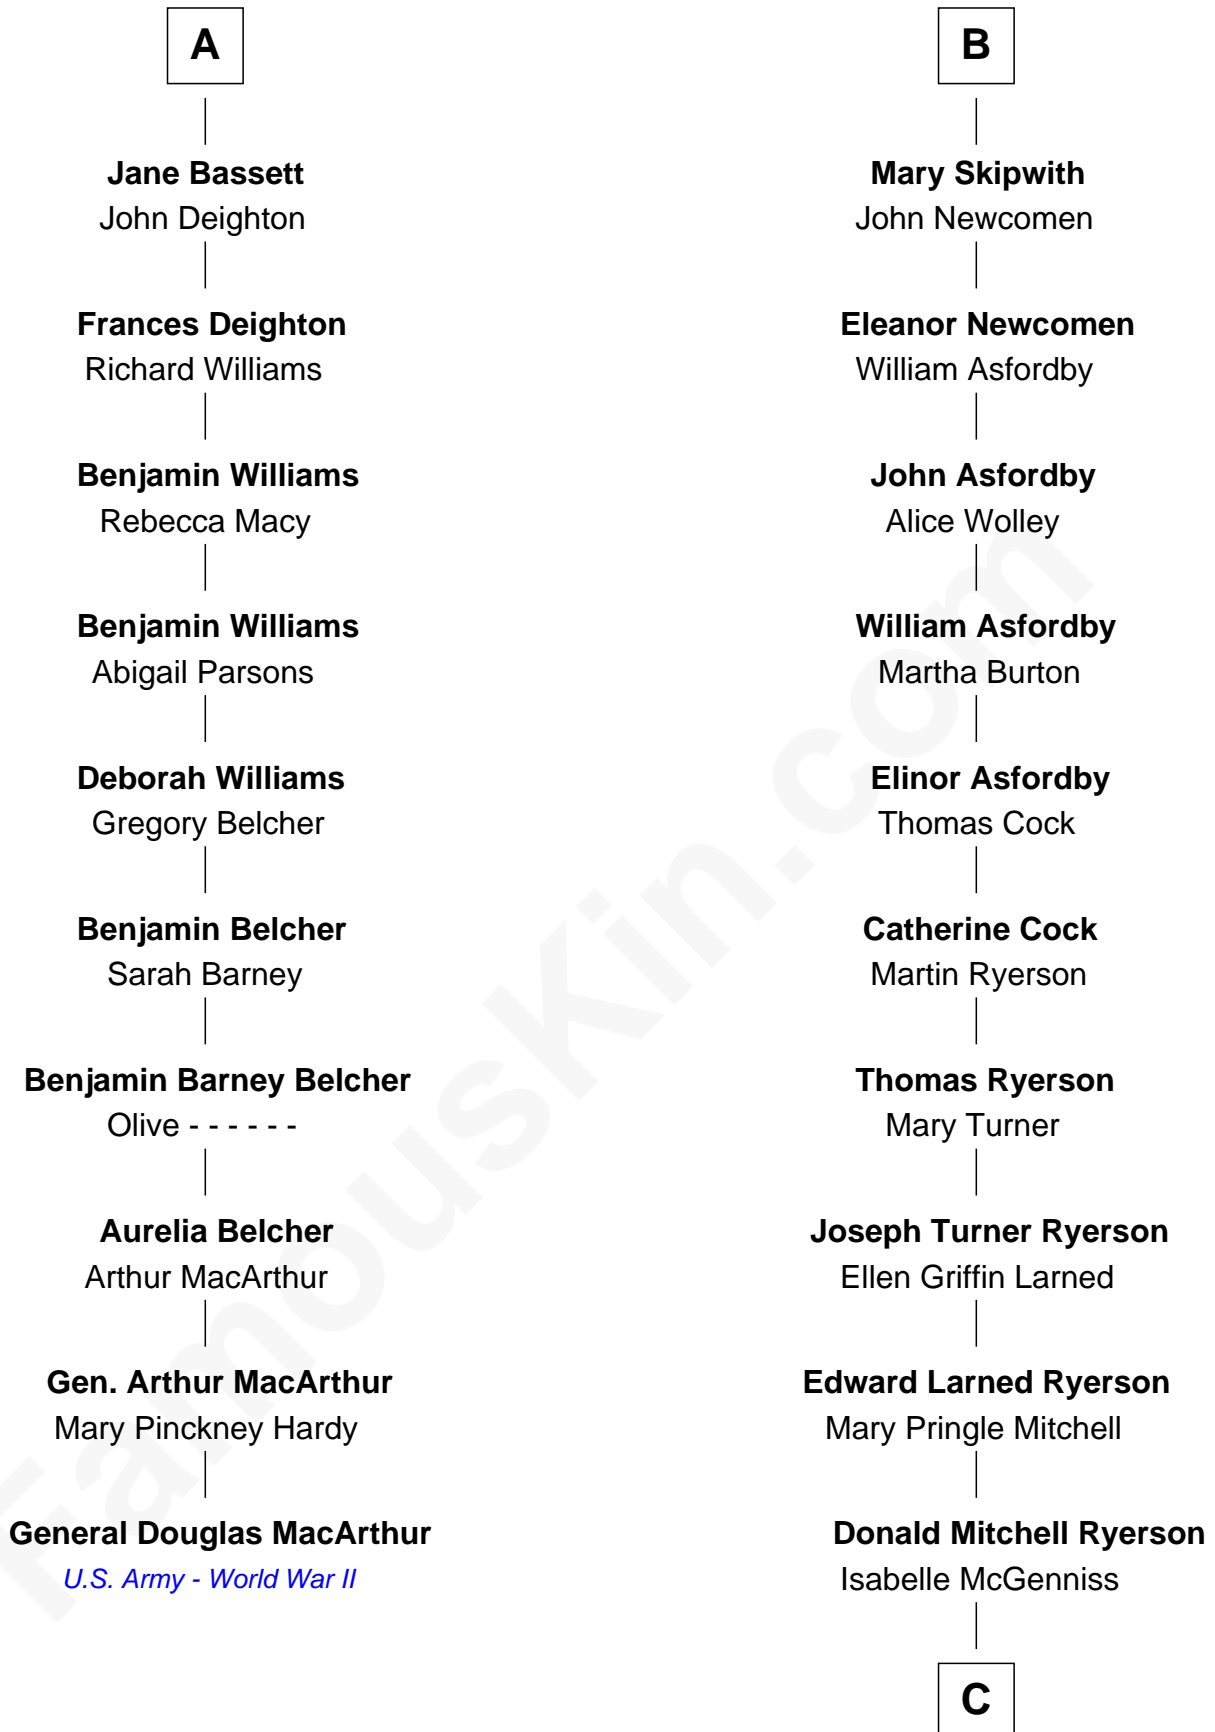 A
Jane Bassett
John Deighton
Frances Deighton
Richard Williams
Benjamin Williams
Rebecca Macy
Benjamin Williams
Abigail Parsons
Deborah Williams
Gregory Belcher
Benjamin Belcher
Sarah Barney
Benjamin Barney Belcher
Olive - - - - - -
Aurelia Belcher
Arthur MacArthur
Gen. Arthur MacArthur
Mary Pinckney Hardy
General Douglas MacArthur
U.S. Army - World War II
B
Mary Skipwith
John Newcomen
Eleanor Newcomen
William Asfordby
John Asfordby
Alice Wolley
William Asfordby
Martha Burton
Elinor Asfordby
Thomas Cock
Catherine Cock
Martin Ryerson
Thomas Ryerson
Mary Turner
Joseph Turner Ryerson
Ellen Griffin Larned
Edward Larned Ryerson
Mary Pringle Mitchell
Donald Mitchell Ryerson
Isabelle McGenniss
C
FamousKin.com